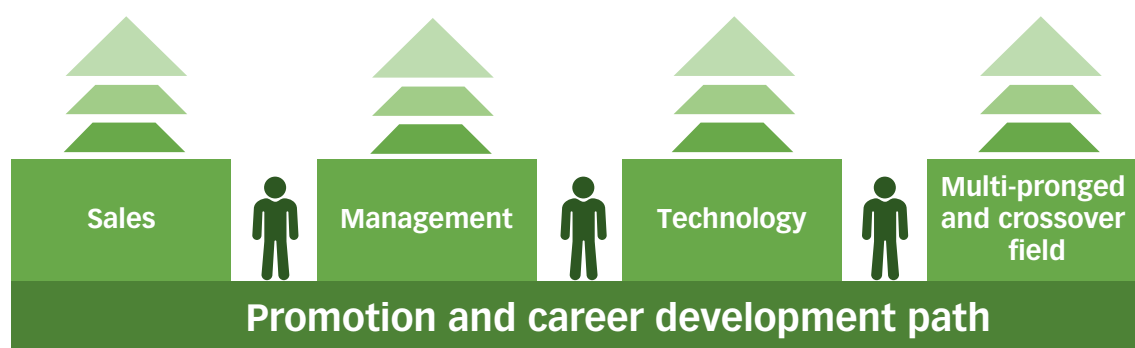 Sales
Management
Technology
Multi-pronged
and crossover
field
Promotion and career development path